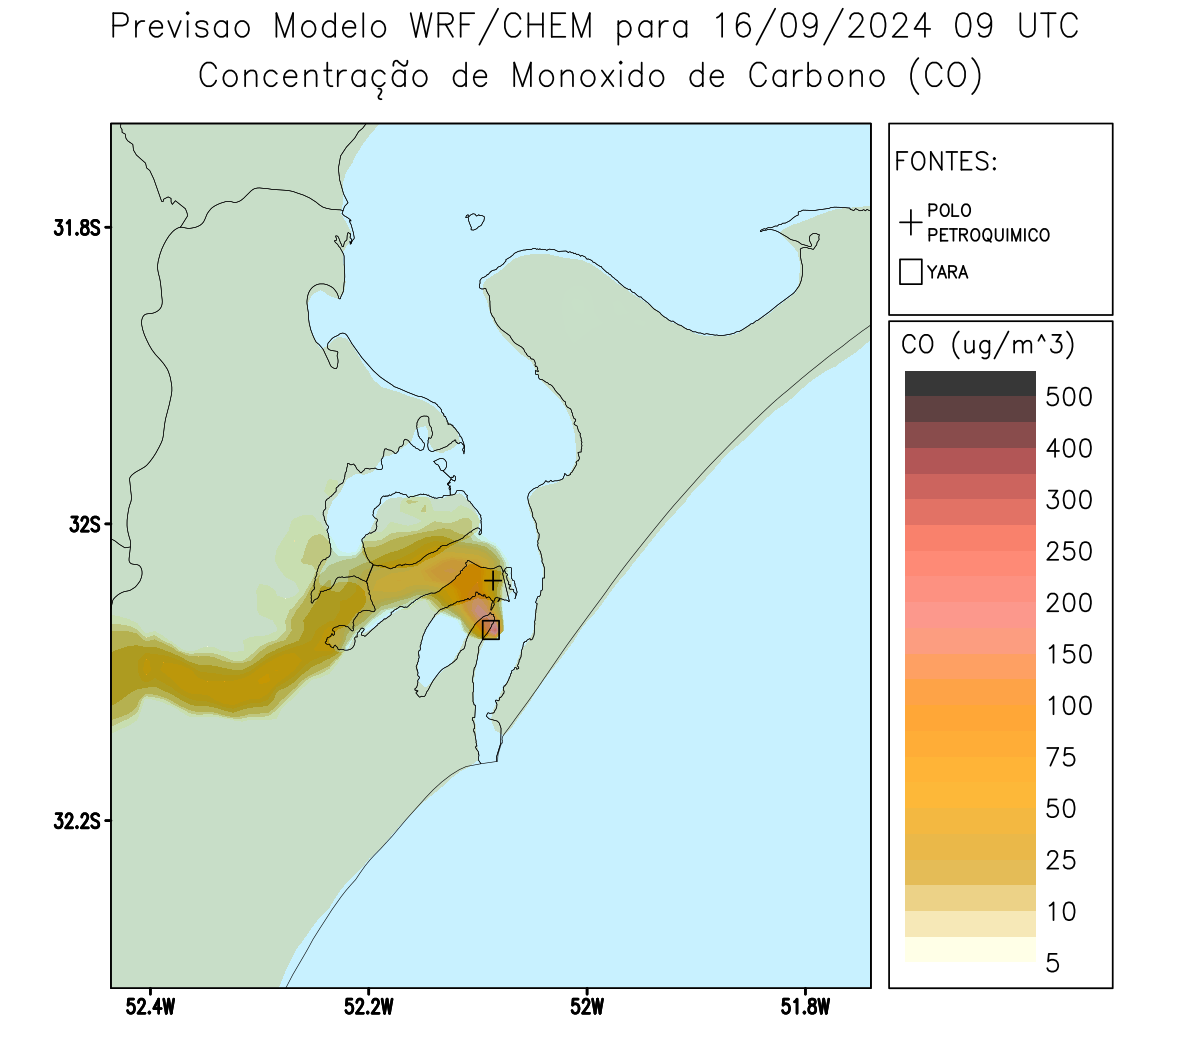 Previsao Modelo WRF/CHEM para 16/09/2024 09 UTC
Concentração de Monoxido de Carbono (CO)
FONTES:
POLO
PETROQUIMICO
YARA
CO (ug/m^3)
500
400
300
250
200
150
100
75
50
25
10
5
31.8S
32S
32.2S
52.4W
52.2W
52W
51.8W